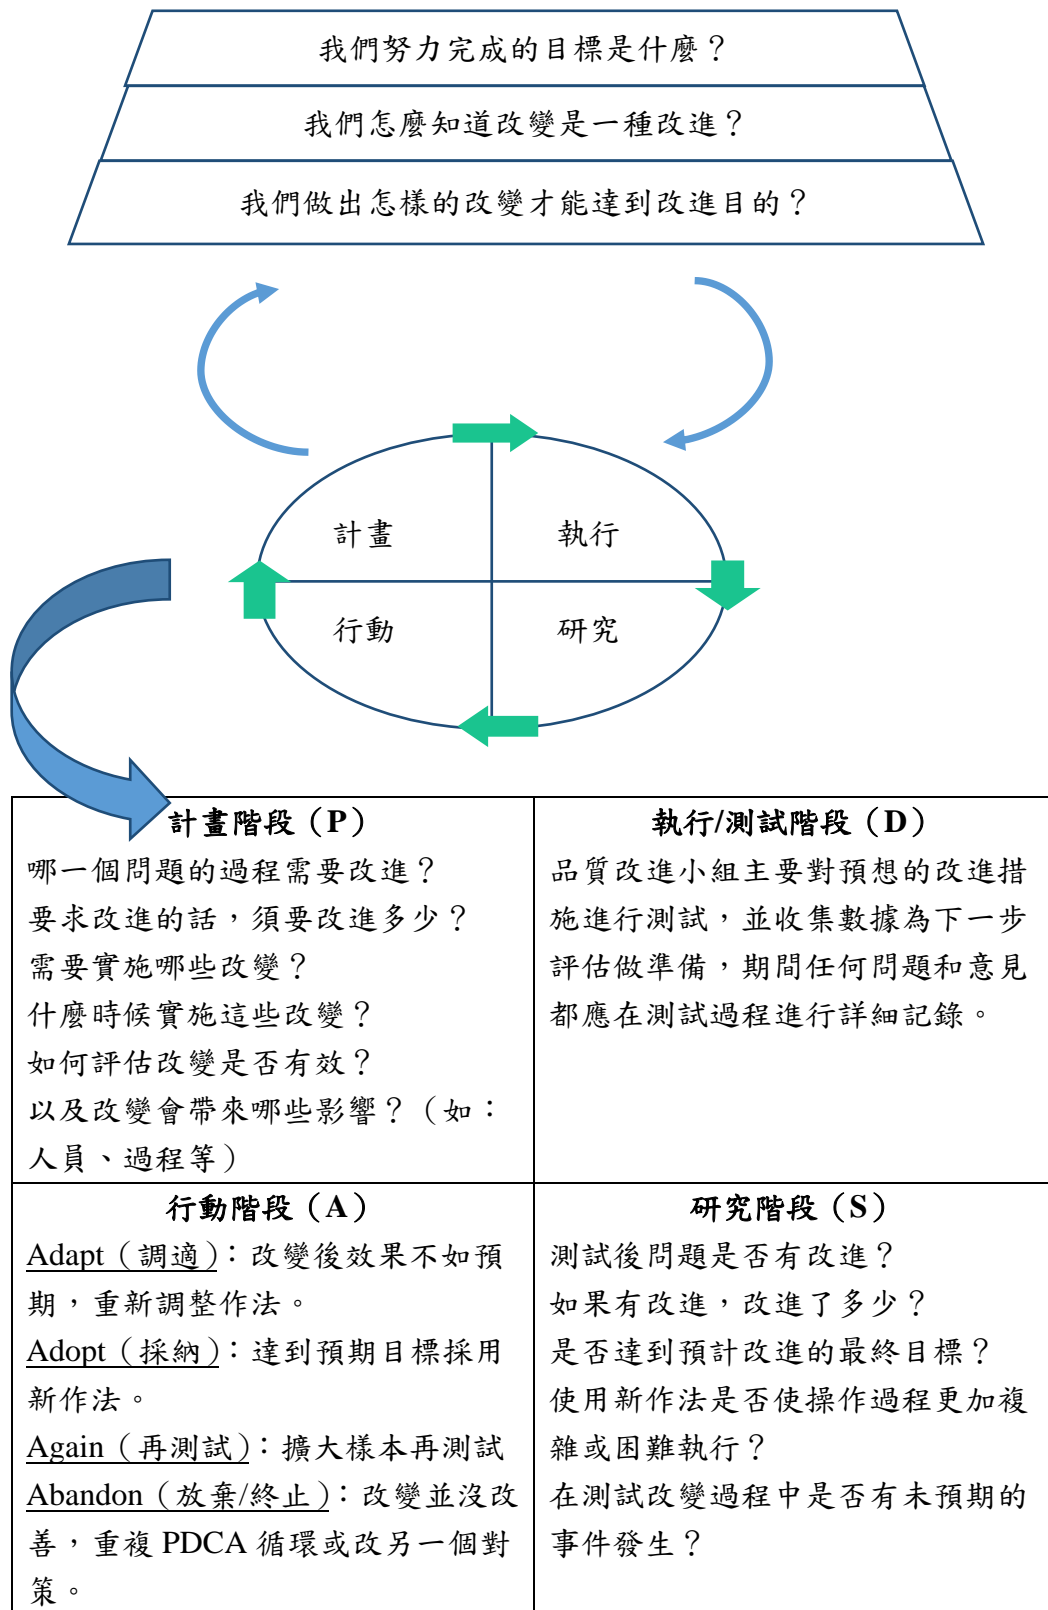 我們努力完成的目標是什麼？
我們怎麼知道改變是一種改進？
我們做出怎樣的改變才能達到改進目的？
計畫
執行
行動
研究
計畫階段（P）
哪一個問題的過程需要改進？
要求改進的話，須要改進多少？
需要實施哪些改變？
什麼時候實施這些改變？
如何評估改變是否有效？
以及改變會帶來哪些影響？（如：
人員、過程等）
執行/測試階段（D）
品質改進小組主要對預想的改進措
施進行測試，並收集數據為下一步
評估做準備，期間任何問題和意見
都應在測試過程進行詳細記錄。
行動階段（A）
Adapt（調適）：改變後效果不如預
期，重新調整作法。
Adopt（採納）：達到預期目標採用
新作法。
Again（再測試）：擴大樣本再測試
Abandon（放棄/終止）：改變並沒改
善，重複 PDCA 循環或改另一個對
策。
研究階段（S）
測試後問題是否有改進？
如果有改進，改進了多少？
是否達到預計改進的最終目標？
使用新作法是否使操作過程更加複
雜或困難執行？
在測試改變過程中是否有未預期的
事件發生？